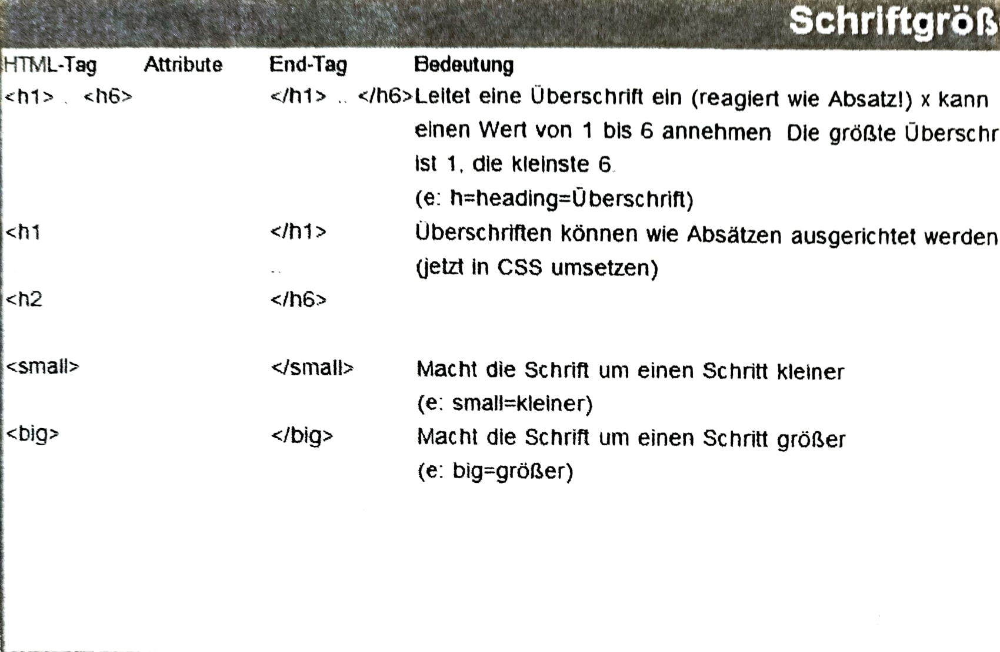 Schriftgröß
HTML-Tag Attribute End-Tag Bedeutung
<h1> . <h6> </h1> .. </h6> Leitet eine Überschrift ein (reagiert wie Absatz!) x kann
einen Wert von 1 bis 6 annehmen Die größte Überschr
ist 1, die kleinste 6.
(e: h=heading=Überschrift)
<h1 </h1> Überschriften können wie Absätzen ausgerichtet werden
.. (jetzt in CSS umsetzen)
<h2 </h6>
<small> </small> Macht die Schrift um einen Schritt kleiner
(e: small=kleiner)
<big> </big> Macht die Schrift um einen Schritt größer
(e: big=größer)